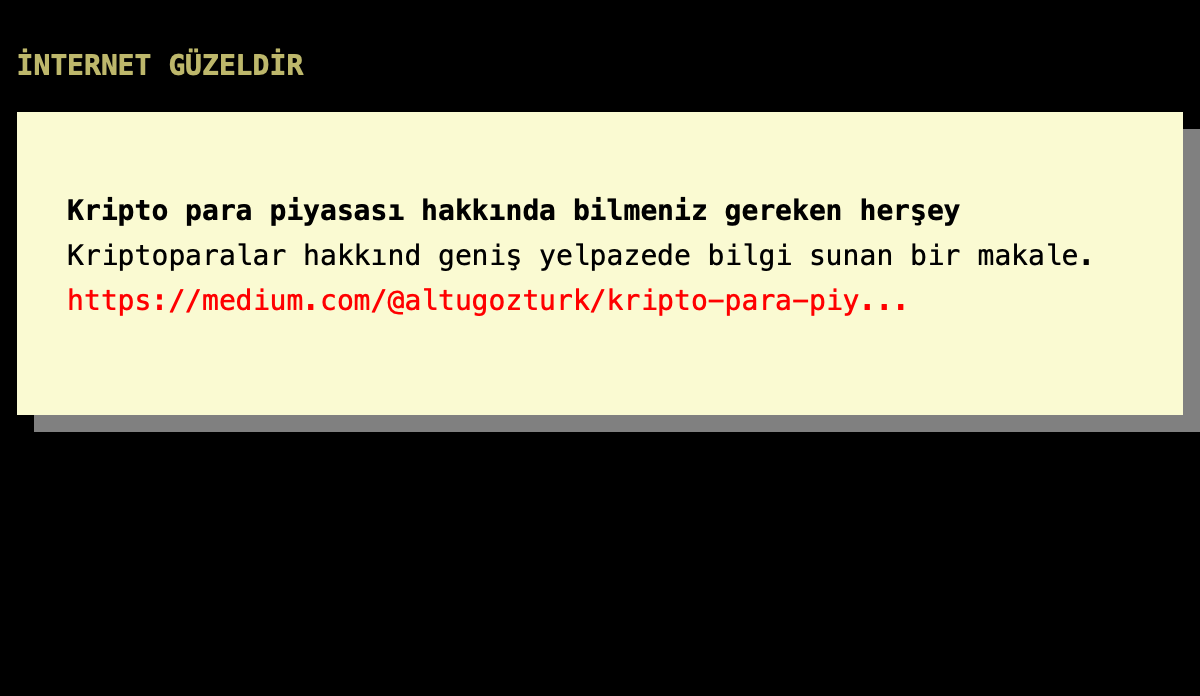 İNTERNET GÜZELDİR
Kripto para piyasası hakkında bilmeniz gereken herşey
Kriptoparalar hakkınd geniş yelpazede bilgi sunan bir makale.
https://medium.com/@altugozturk/kripto-para-piy...